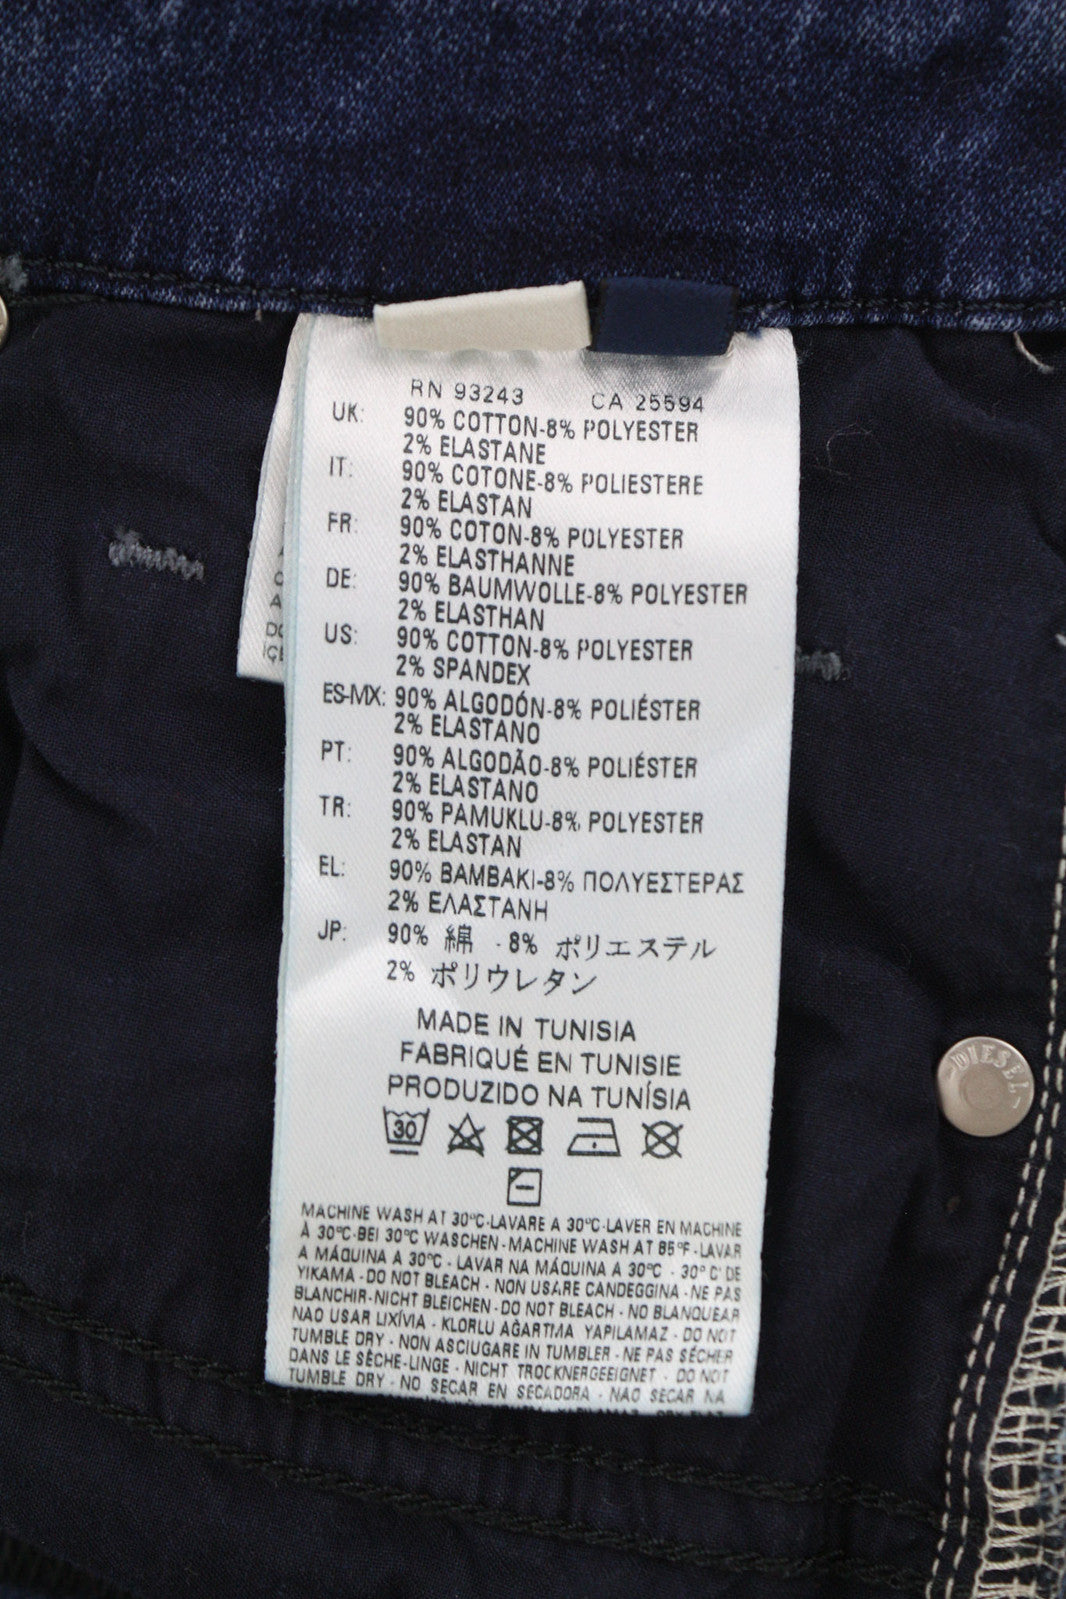 RN 93243 CA 25594
UK: 90% COTTON-8% POLYESTER
2% ELASTANE
IT: 90% COTONE-8% POLIESTERE
2% ELASTAN
FR: 90% COTON-8% POLYESTER
2% ELASTHANNE
DE: 90% BAUMWOLLE-8% POLYESTER
2% ELASTHAN
US: 90% COTTON-8% POLYESTER
2% SPANDEX
ES-MX: 90% ALGODÓN-8% POLIÉSTER
2% ELASTANO
PT: 90% ALGODÃO-8% POLIÉSTER
2% ELASTANO
TR: 90% PAMUKLU-8% POLYESTER
2% ELASTAN
EL: 90% ΒΑΜΒΑΚΙ-8% ΠΟΛΥΕΣΤΕΡΑΣ
2% ΕΛΑΣΤΑΝΗ
JP: 90% 綿 - 8% ポリエステル
2% ポリウレタン
MADE IN TUNISIA
FABRIQUÉ EN TUNISIE
PRODUZIDO NA TUNÍSIA
30
MACHINE WASH AT 30°C-LAVARE A 30°C-LAVER EN MACHINE
À 30°C-BEI 30°C WASCHEN-MACHINE WASH AT 85°F-LAVAR
A MÁQUINA A 30°C - LAVAR NA MÁQUINA A 30°C - 30°C'DE
YIKAMA-DO NOT BLEACH - NON USARE CANDEGGINA -NE PAS
BLANCHIR-NICHT BLEICHEN-DO NOT BLEACH - NO BLANQUEAR
NAO USAR LIXÍVIA - KLORLU AĞARTMA YAPILAMAZ - DO NOT
TUMBLE DRY - NON ASCIUGARE IN TUMBLER - NE PAS SÉCHER
DANS LE SÈCHE-LINGE - NICHT TROCKNERGEEIGNET - DO NOT
TUMBLE DRY - NO SECAR EN SECADORA - NAO SECAR NA
DIESEL